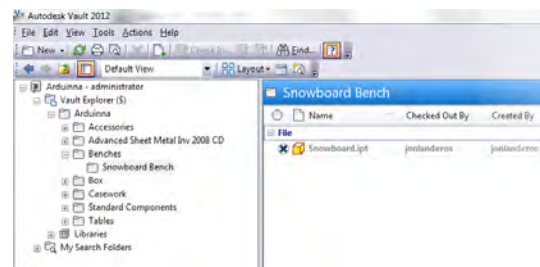 Autodesk Vault 2012
File Edit View Tools Actions Help
New Find...
Default View Layout
Arduinna - administrator
Vault Explorer ($)
Arduinna
Accessories
Advanced Sheet Metal Inv 2008 CD
Benches
Snowboard Bench
Box
Casework
Standard Components
Tables
Libraries
My Search Folders
Snowboard Bench
Name Checked Out By Created By
File
Snowboard.ipt jonlanderos jonlanderos